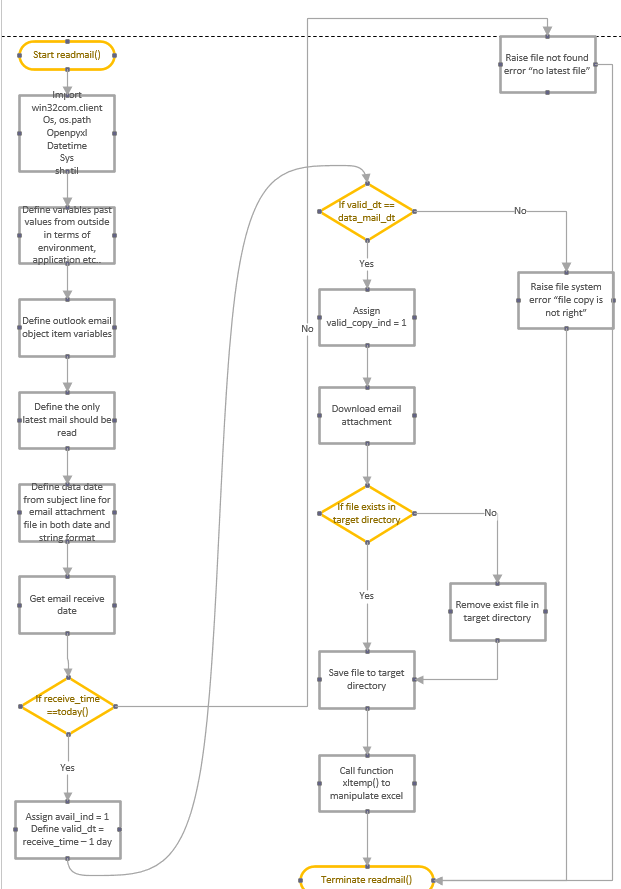 Start readmail()
Import
win32com.client
Os, os.path
Openpyxl
Datetime
Sys
shutil
Define variables past
values from outside
in terms of
environment,
application etc..
Define outlook email
object item variables
Define the only
latest mail should be
read
Define data date
from subject line for
email attachment
file in both date and
string format
Get email receive
date
If receive_time
==today()
Yes
Assign avail_ind = 1
Define valid_dt =
receive_time – 1 day
No
If valid_dt ==
data_mail_dt
Yes
Assign
valid_copy_ind = 1
Download email
attachment
If file exists in
target directory
Yes
Save file to target
directory
Call function
xltemp() to
manipulate excel
Terminate readmail()
No
Remove exist file in
target directory
No
Raise file system
error “file copy is
not right”
Raise file not found
error “no latest file”